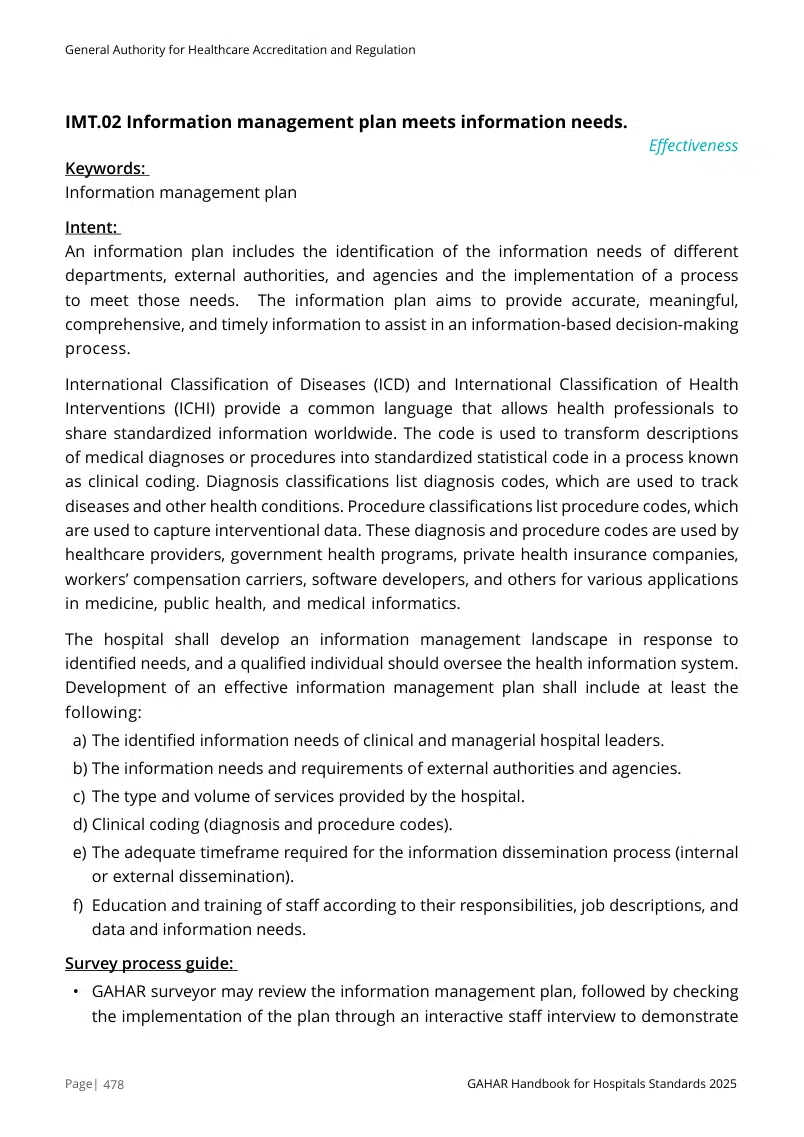 General Authority for Healthcare Accreditation and Regulation
IMT.02 Information management plan meets information needs.
Effectiveness
Keywords:
Information management plan
Intent:
An information plan includes the identification of the information needs of different
departments, external authorities, and agencies and the implementation of a process
to meet those needs. The information plan aims to provide accurate, meaningful,
comprehensive, and timely information to assist in an information-based decision-making
process.
International Classification of Diseases (ICD) and International Classification of Health
Interventions (ICHI) provide a common language that allows health professionals to
share standardized information worldwide. The code is used to transform descriptions
of medical diagnoses or procedures into standardized statistical code in a process known
as clinical coding. Diagnosis classifications list diagnosis codes, which are used to track
diseases and other health conditions. Procedure classifications list procedure codes, which
are used to capture interventional data. These diagnosis and procedure codes are used by
healthcare providers, government health programs, private health insurance companies,
workers’ compensation carriers, software developers, and others for various applications
in medicine, public health, and medical informatics.
The hospital shall develop an information management landscape in response to
identified needs, and a qualified individual should oversee the health information system.
Development of an effective information management plan shall include at least the
following:
a) The identified information needs of clinical and managerial hospital leaders.
b) The information needs and requirements of external authorities and agencies.
c) The type and volume of services provided by the hospital.
d) Clinical coding (diagnosis and procedure codes).
e) The adequate timeframe required for the information dissemination process (internal
or external dissemination).
f) Education and training of staff according to their responsibilities, job descriptions, and
data and information needs.
Survey process guide:
• GAHAR surveyor may review the information management plan, followed by checking
the implementation of the plan through an interactive staff interview to demonstrate
Page| 478
GAHAR Handbook for Hospitals Standards 2025